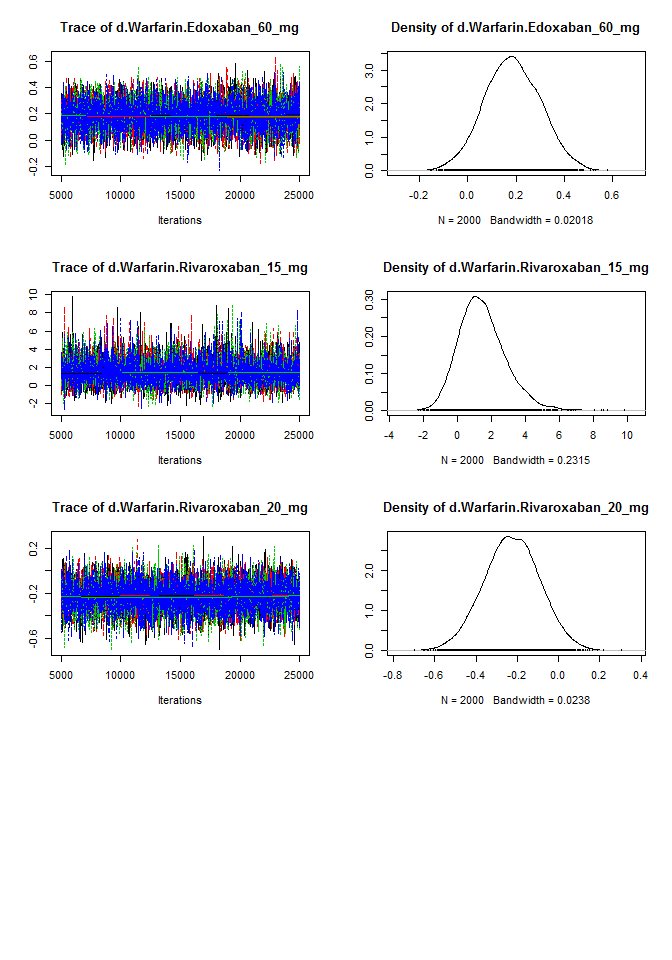 Trace of d.Warfarin.Edoxaban_60_mg
0.6
0.4
0.2
0.0
-0.2
5000 10000 15000 20000 25000
Iterations
Density of d.Warfarin.Edoxaban_60_mg
3.0
2.0
1.0
0.0
-0.2 0.0 0.2 0.4 0.6
N = 2000 Bandwidth = 0.02018
Trace of d.Warfarin.Rivaroxaban_15_mg
10
8
6
4
2
0
-2
5000 10000 15000 20000 25000
Iterations
Density of d.Warfarin.Rivaroxaban_15_mg
0.30
0.20
0.10
0.00
-4 -2 0 2 4 6 8 10
N = 2000 Bandwidth = 0.2315
Trace of d.Warfarin.Rivaroxaban_20_mg
0.2
-0.2
-0.6
5000 10000 15000 20000 25000
Iterations
Density of d.Warfarin.Rivaroxaban_20_mg
2.0
1.0
0.0
-0.8 -0.6 -0.4 -0.2 0.0 0.2 0.4
N = 2000 Bandwidth = 0.0238